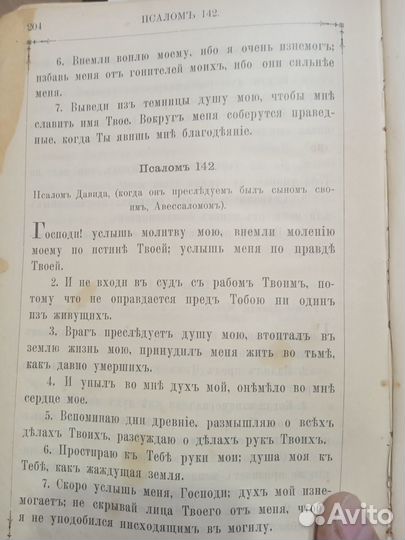 204
ПСАЛОМЪ 142.
6. Внемли воплю моему, ибо я очень изнемогъ;
избавь меня отъ гонителей моихъ, ибо они сильнѣе
меня.
7. Выведи изъ темницы душу мою, чтобы мнѣ
славить имя Твое. Вокругъ меня соберутся правед-
ные, когда Ты явишь мнѣ благодѣяніе.
Псаломъ 142.
Псаломъ Давида, (когда онъ преслѣдуемъ былъ сыномъ сво-
имъ, Авессаломомъ).
Господи! услышь молитву мою, внемли моленію
моему по истинѣ Твоей; услышь меня по правдѣ
Твоей.
2. И не входи въ судъ съ рабомъ Твоимъ, по-
тому что не оправдается предъ Тобою ни одинъ
изъ живущихъ.
3. Врагъ преслѣдуетъ душу мою, втопталъ въ
землю жизнь мою, принудилъ меня жить во тьмѣ,
какъ давно умершихъ.
4. И унылъ во мнѣ духъ мой, онѣмѣло во мнѣ
сердце мое.
5. Вспоминаю дни древніе, размышляю о всѣхъ
дѣлахъ Твоихъ, разсуждаю о дѣлахъ рукъ Твоихъ.
6. Простираю къ Тебѣ руки мои; душа моя къ
Тебѣ, какъ жаждущая земля.
7. Скоро услышь меня, Господи; духъ мой изне-
могаетъ; не скрывай лица Твоего отъ меня,
я не уподобился нисходящимъ въ могилу.
Avito